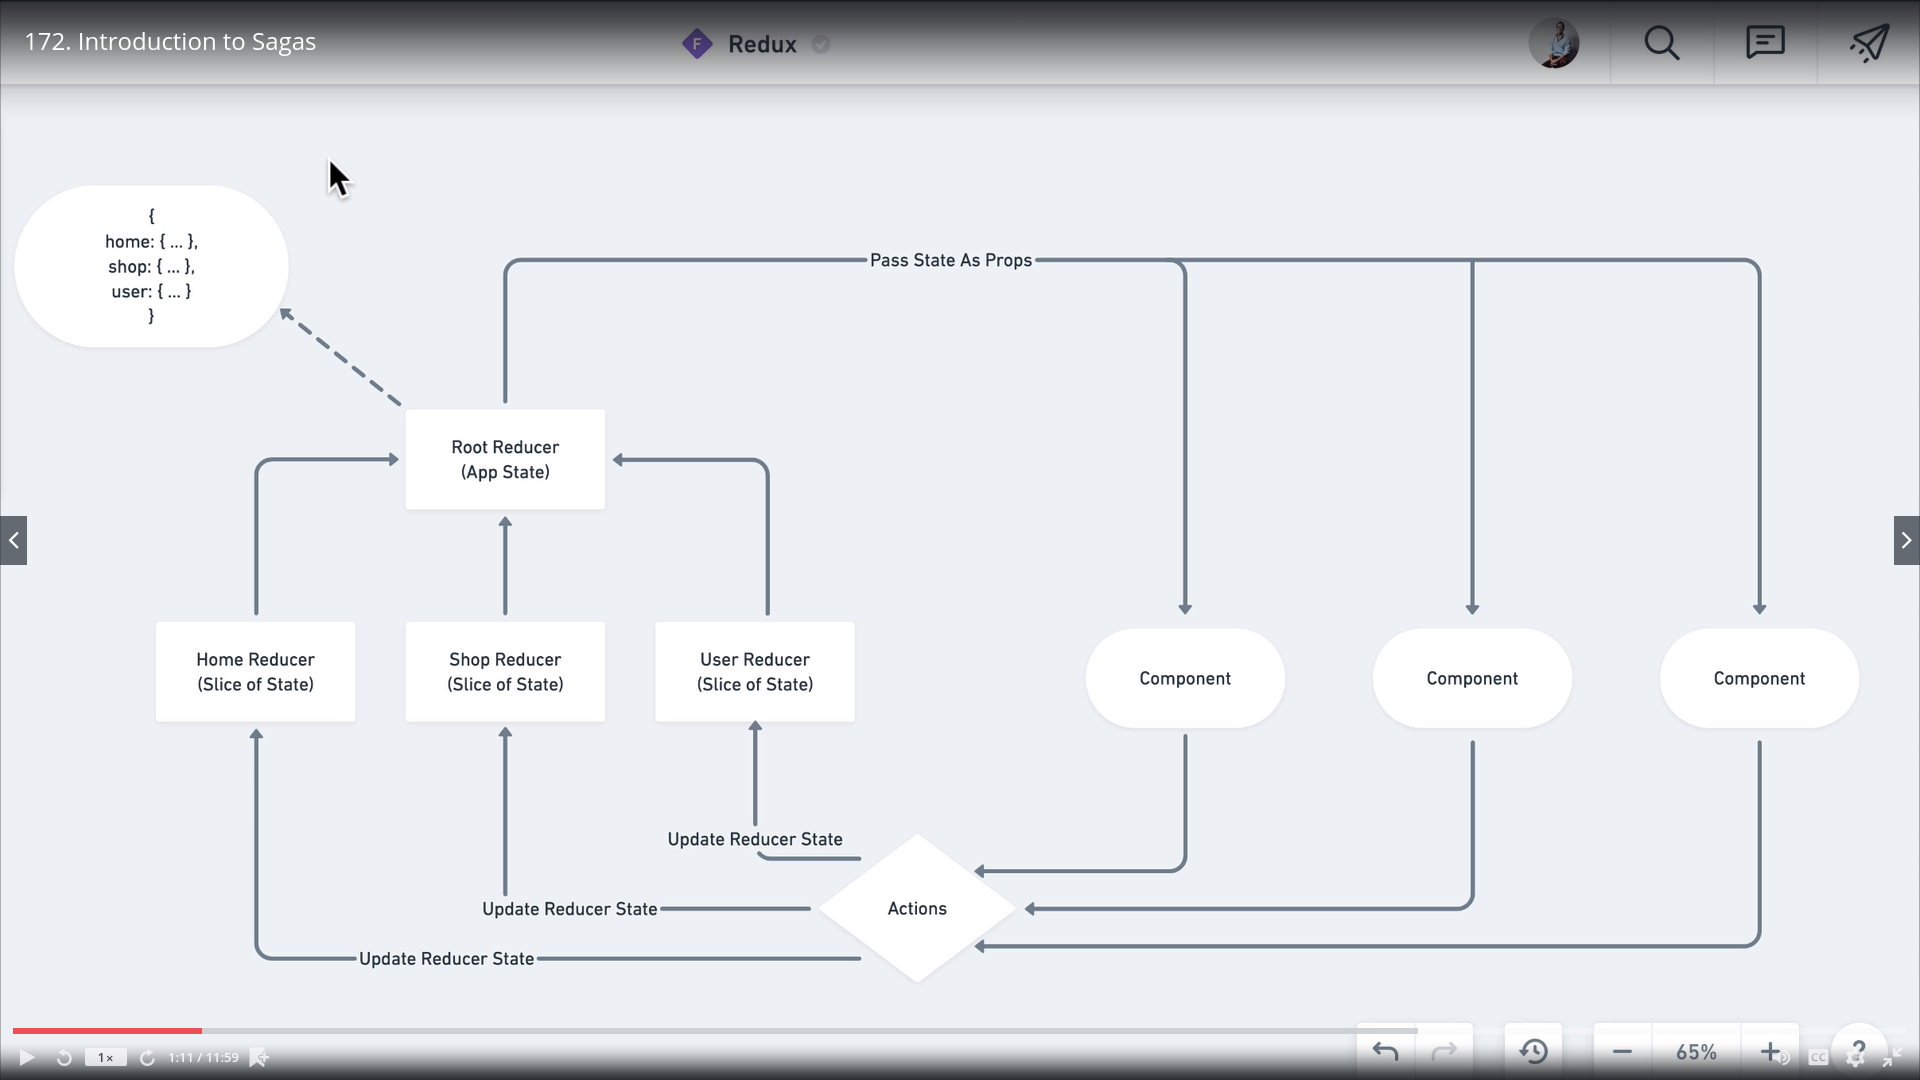 172. Introduction to Sagas
F
Redux
{
home: { ... },
shop: { ... },
user: { ... }
}
Pass State As Props
Root Reducer
(App State)
Home Reducer
(Slice of State)
Shop Reducer
(Slice of State)
User Reducer
(Slice of State)
Component
Component
Component
Update Reducer State
Actions
Update Reducer State
Update Reducer State
1×
1:11 / 11:59
65%
CC
?